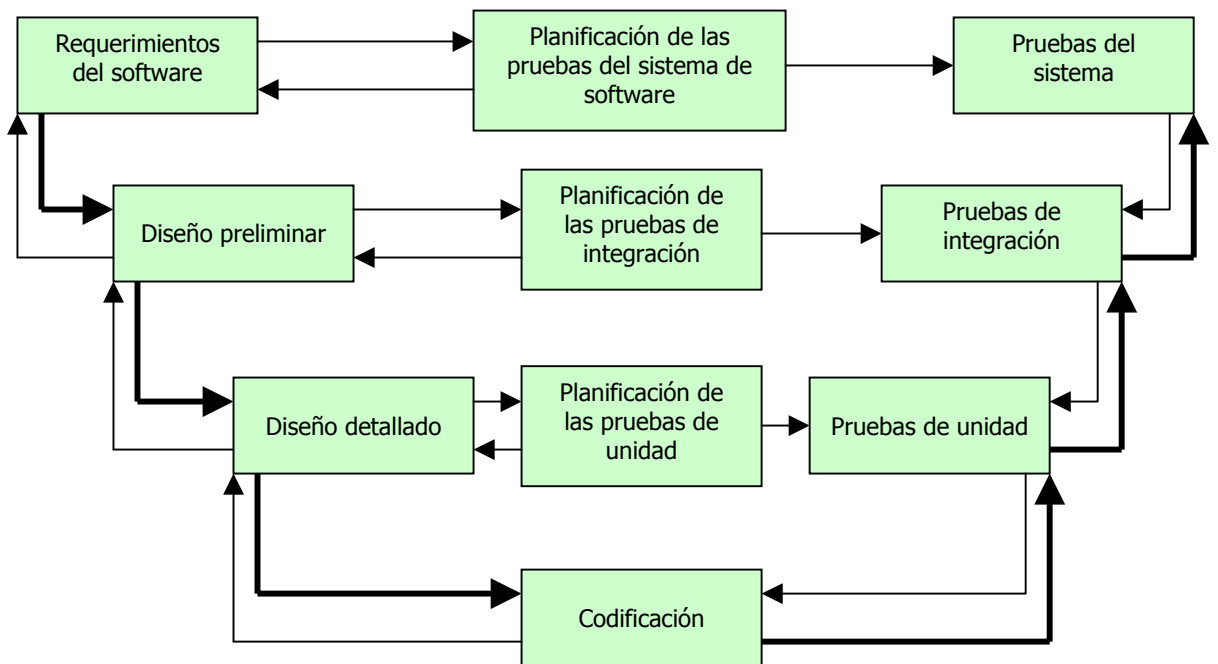 Requerimientos
del software
Planificación de las
pruebas del sistema de
software
Pruebas del
sistema
Diseño preliminar
Planificación de
las pruebas de
integración
Pruebas de
integración
Diseño detallado
Planificación de
las pruebas de
unidad
Pruebas de unidad
Codificación